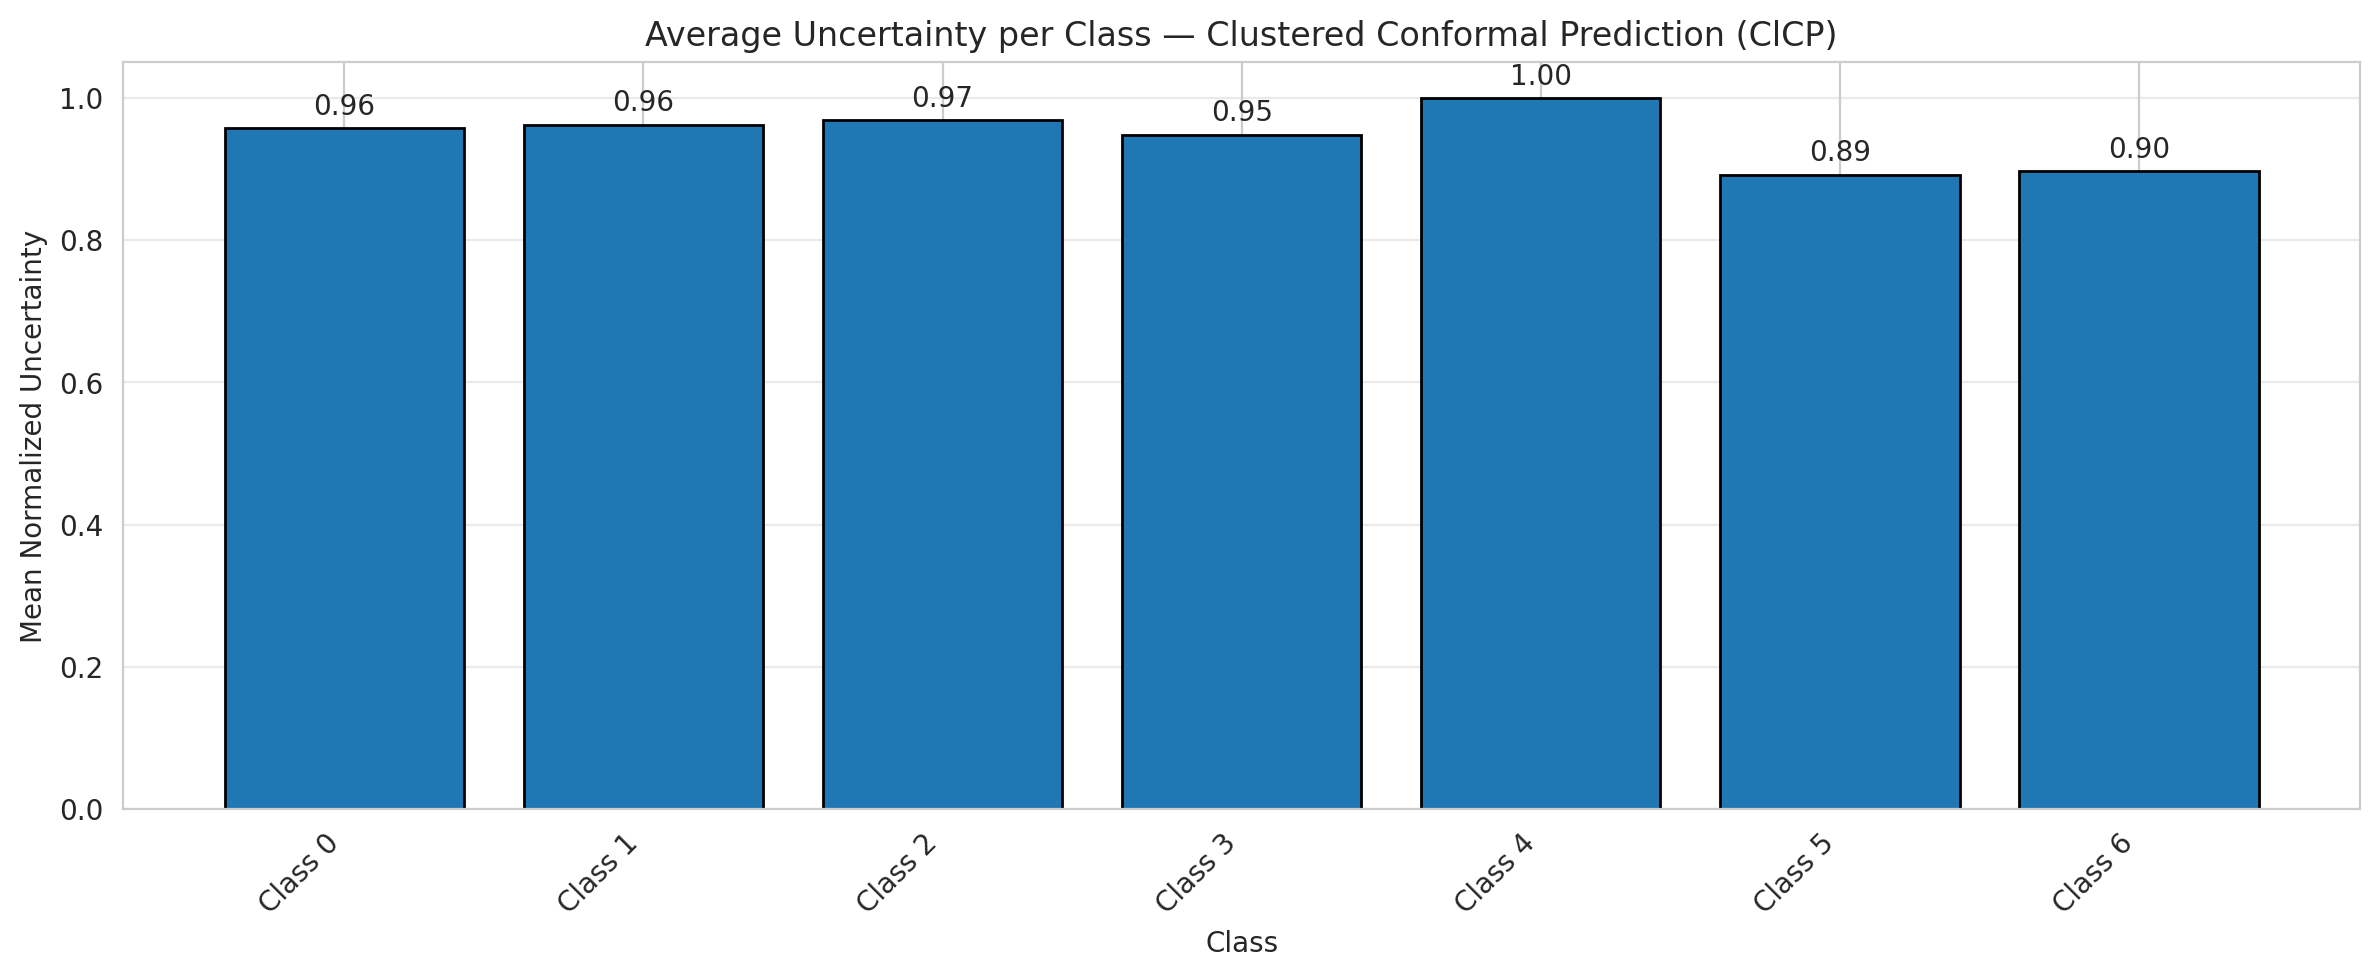 Average Uncertainty per Class — Clustered Conformal Prediction (ClCP)
Mean Normalized Uncertainty
1.0
0.8
0.6
0.4
0.2
0.0
0.96
0.96
0.97
0.95
1.00
0.89
0.90
Class 0
Class 1
Class 2
Class 3
Class 4
Class 5
Class 6
Class